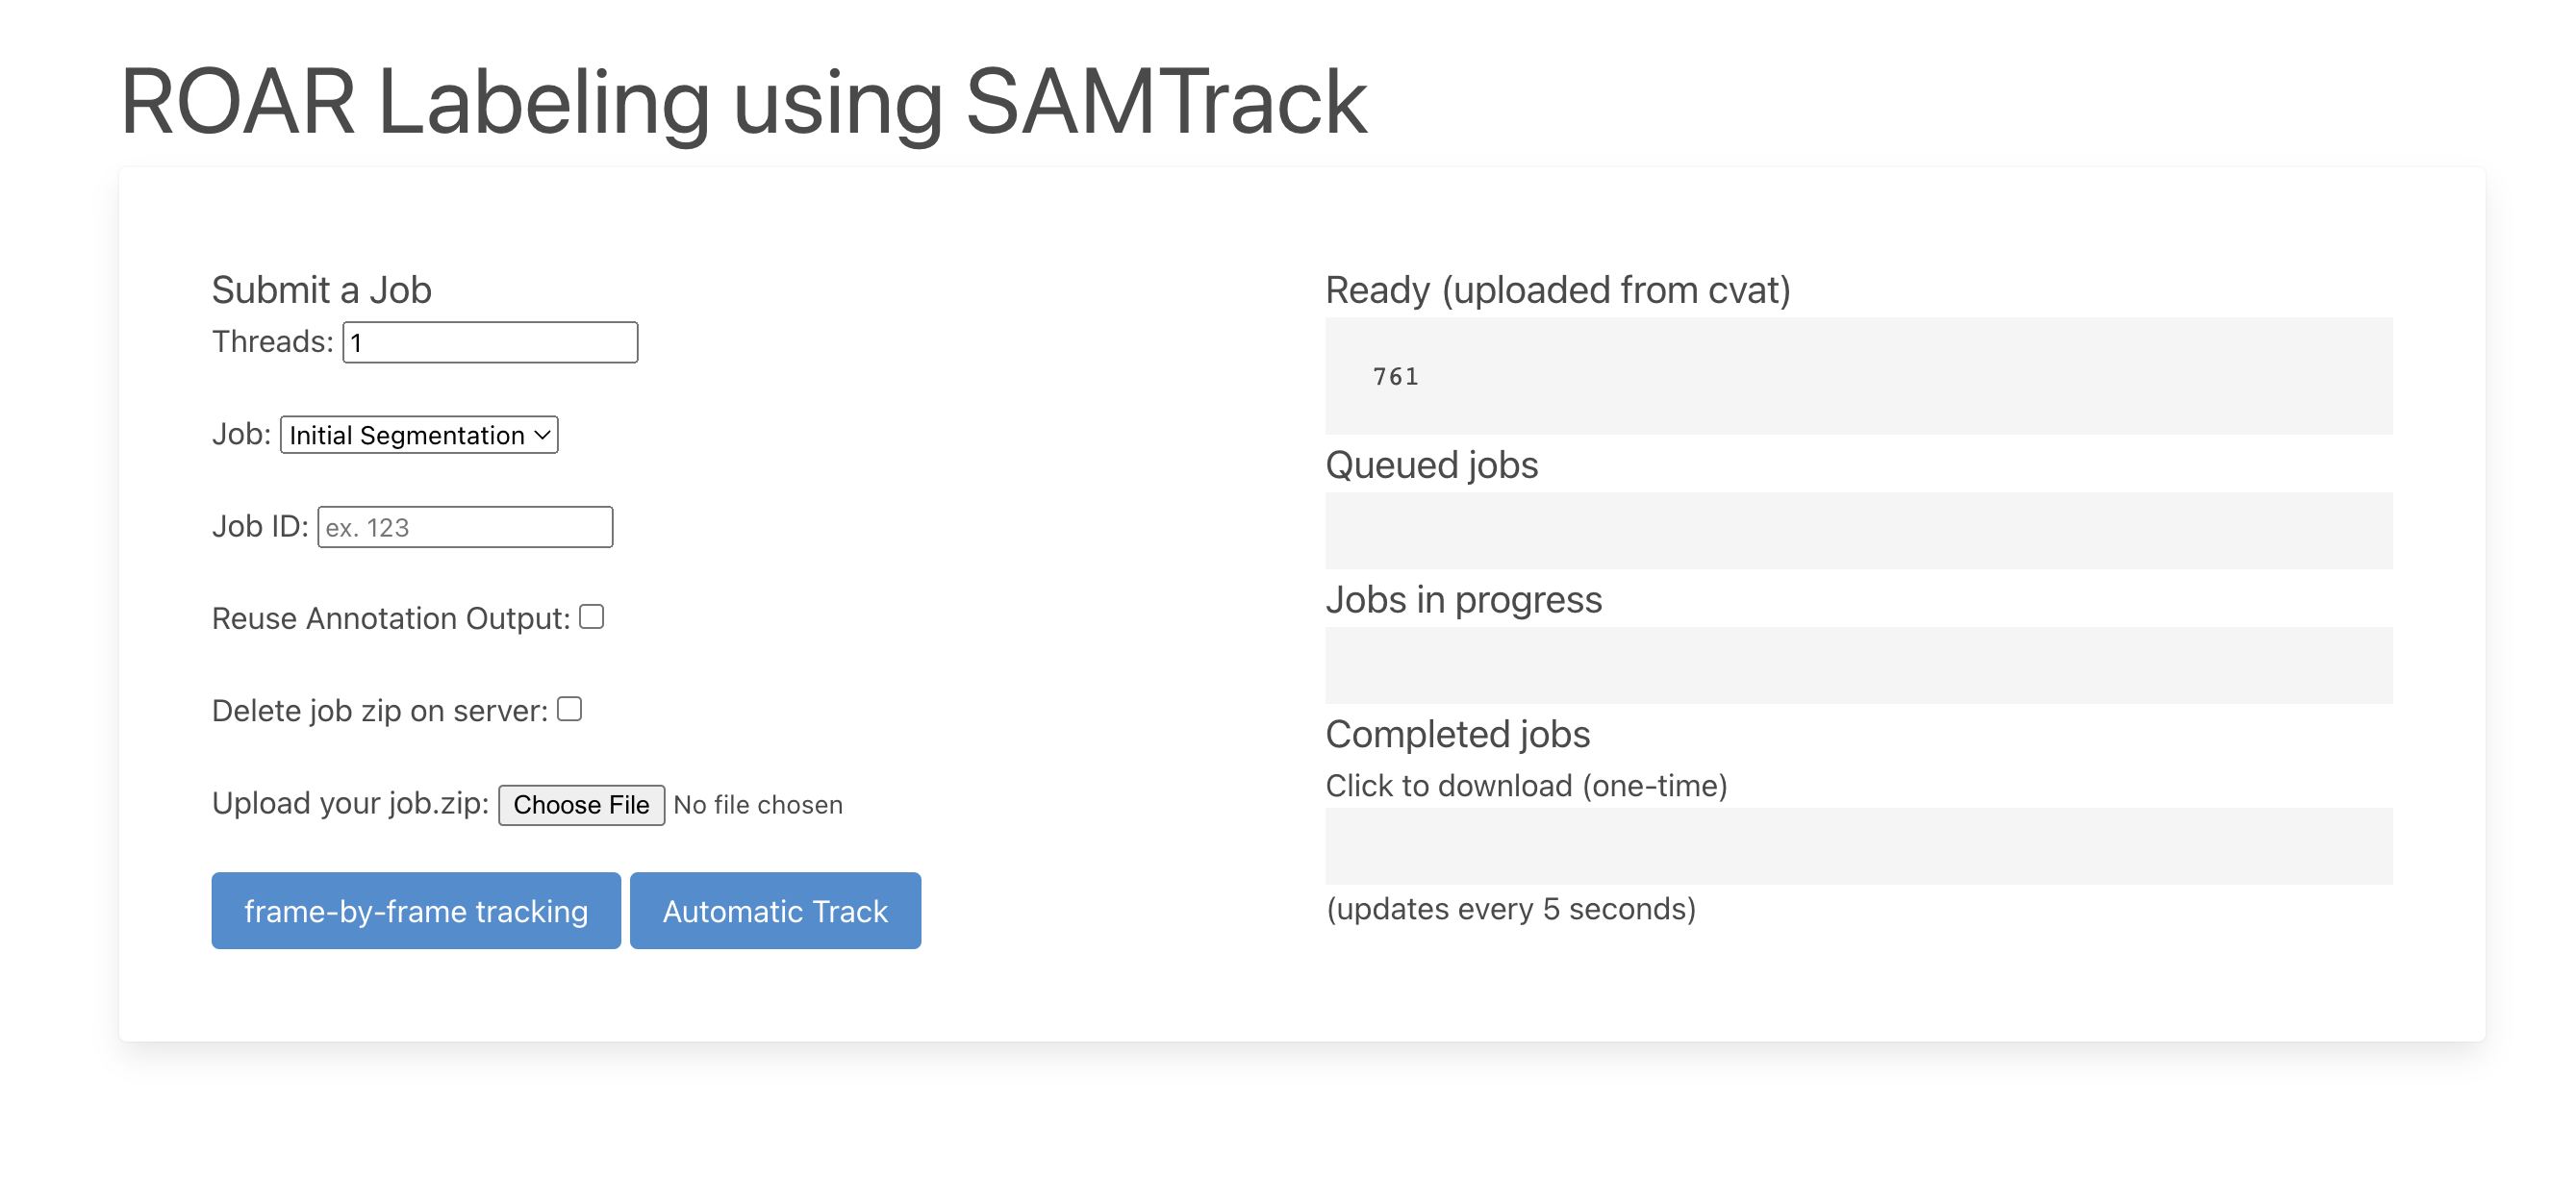 ROAR Labeling using SAMTrack
Submit a Job
Threads: 1
Job: Initial Segmentation
Job ID: ex. 123
Reuse Annotation Output:
Delete job zip on server:
Upload your job.zip: Choose File No file chosen
frame-by-frame tracking Automatic Track
Ready (uploaded from cvat)
761
Queued jobs
Jobs in progress
Completed jobs
Click to download (one-time)
(updates every 5 seconds)